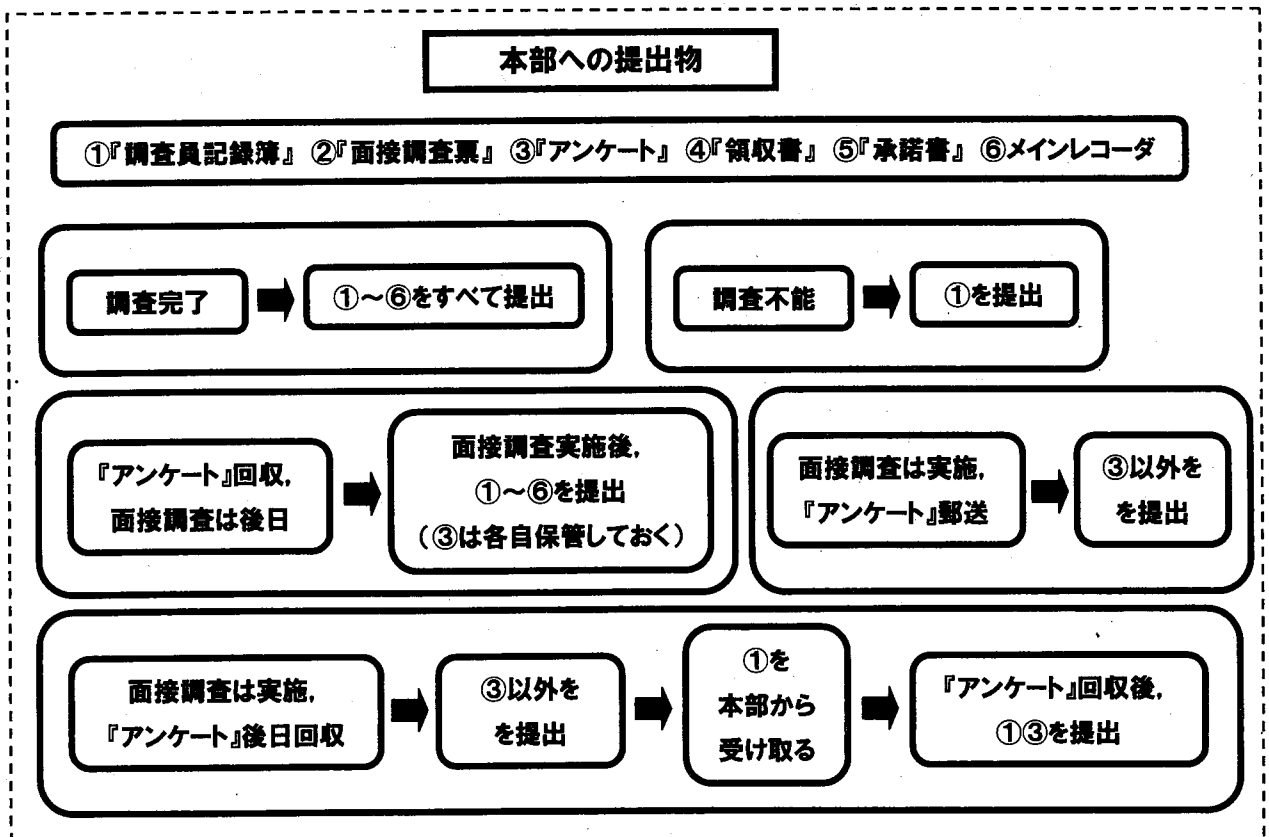 本部への提出物
①『調査員記録簿』 ②『面接調査票』 ③『アンケート』 ④『領収書』 ⑤『承諾書』 ⑥メインレコーダ
調査完了
①～⑥をすべて提出
調査不能
①を提出
『アンケート』回収,
面接調査は後日
面接調査実施後,
①～⑥を提出
(③は各自保管しておく)
面接調査は実施,
『アンケート』郵送
③以外を
を提出
面接調査は実施,
『アンケート』後日回収
③以外を
を提出
①を
本部から
受け取る
『アンケート』回収後,
①③を提出